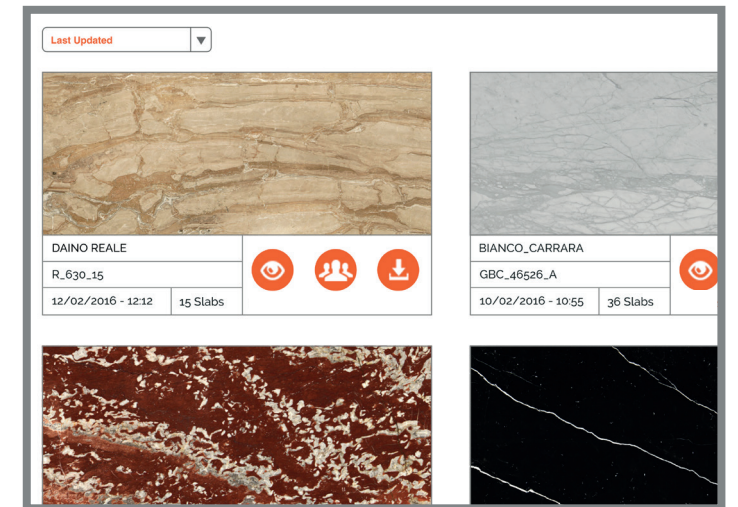 Last Updated
DAINO REALE
R_630_15
12/02/2016 - 12:12 15 Slabs
BIANCO_CARRARA
GBC_46526_A
10/02/2016 - 10:55 36 Slabs